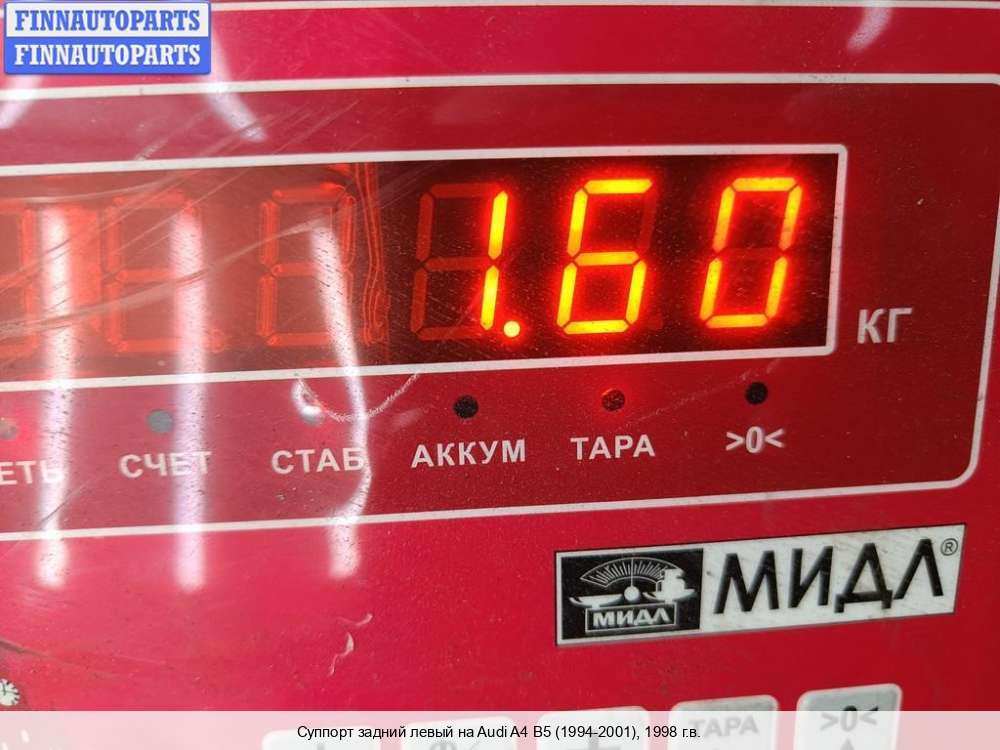 FINNAUTOPARTS
FINNAUTOPARTS
1.60
КГ
СЧЕТ СТАБ АККУМ ТАРА >0<
МИДЛ МИДЛ®
ТАРА >0<
Суппорт задний левый на Audi A4 B5 (1994-2001), 1998 г.в.